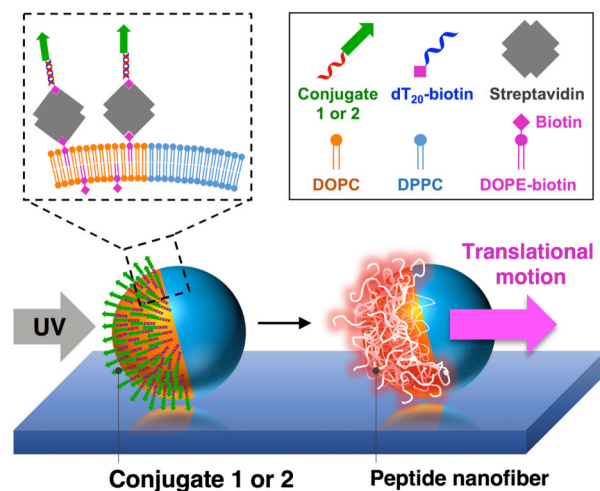 Conjugate
1 or 2
dT20-biotin
Streptavidin
Biotin
DOPC
DPPC
DOPE-biotin
UV
Translational
motion
Conjugate 1 or 2
Peptide nanofiber